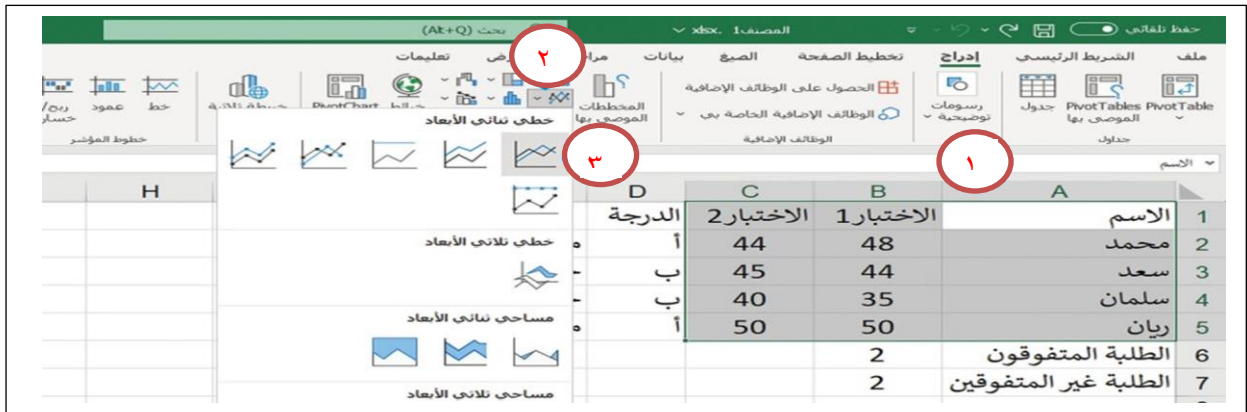 حفظ تلقائي المصنف1 .xlsx بحث (Alt+Q)
ملف الشريط الرئيسي إدراج تخطيط الصفحة الصيغ بيانات تعليمات
٢
PivotTable PivotTables الموصى بها جدول
جداول
رسومات توضيحية
الحصول على الوظائف الإضافية
الوظائف الإضافية الخاصة بي
الوظائف الإضافية
المخططات الموصى بها
خرائط PivotChart
خط عمود ربح/خسارة
خطوط المؤشر
خطي ثنائي الأبعاد
خطي ثلاثي الأبعاد
مساحي ثنائي الأبعاد
مساحي ثلاثي الأبعاد
٣
١
الاسم
A B C D H
1 الاسم الاختبار1 الاختبار2 الدرجة
2 محمد 48 44 أ
3 سعد 44 45 ب
4 سلمان 35 40 ب
5 ريان 50 50 أ
6 الطلبة المتفوقون 2
7 الطلبة غير المتفوقين 2